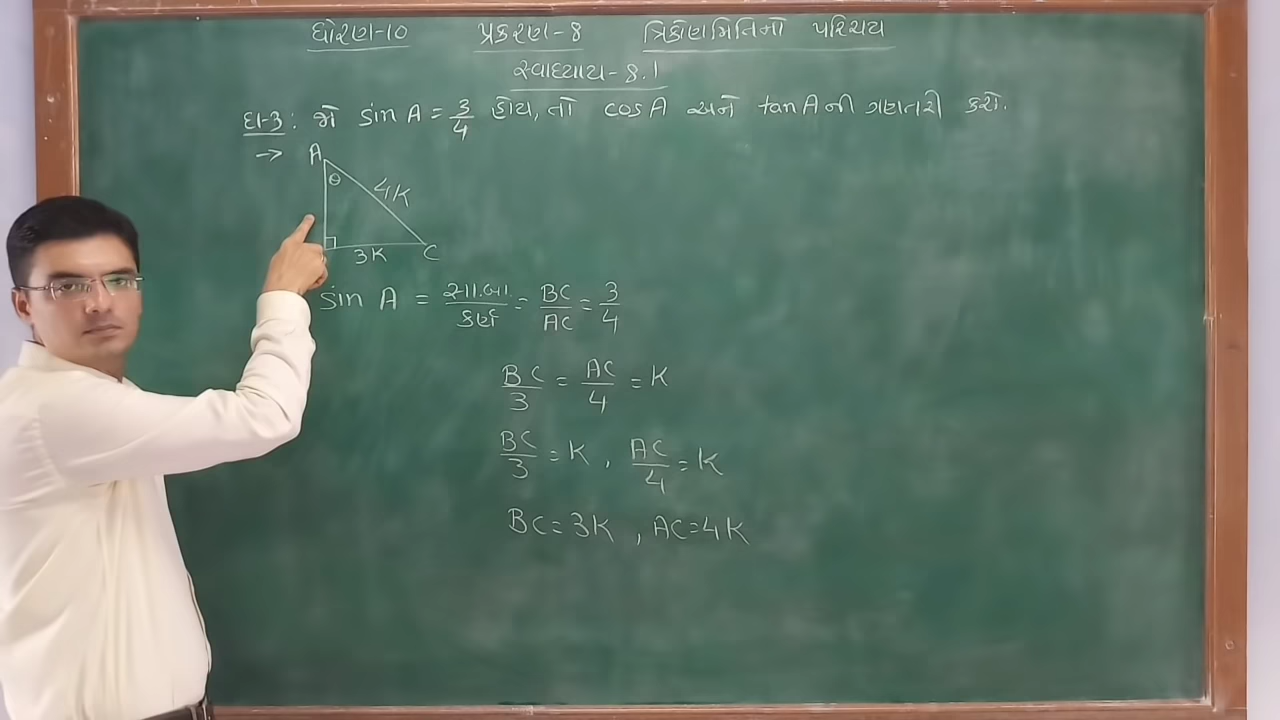 ધોરણ-10 પ્રકરણ-8 ત્રિકોણમિતિનો પરિચય
સ્વાધ્યાય-8.1
દા-3: જો sin A = 3/4 હોય, તો cos A અને tan A ની ગણતરી કરો.
→ A
θ 4K
3K C
sin A = સા.બા/કર્ણ = BC/AC = 3/4
BC/3 = AC/4 = K
BC/3 = K , AC/4 = K
BC = 3K , AC = 4K